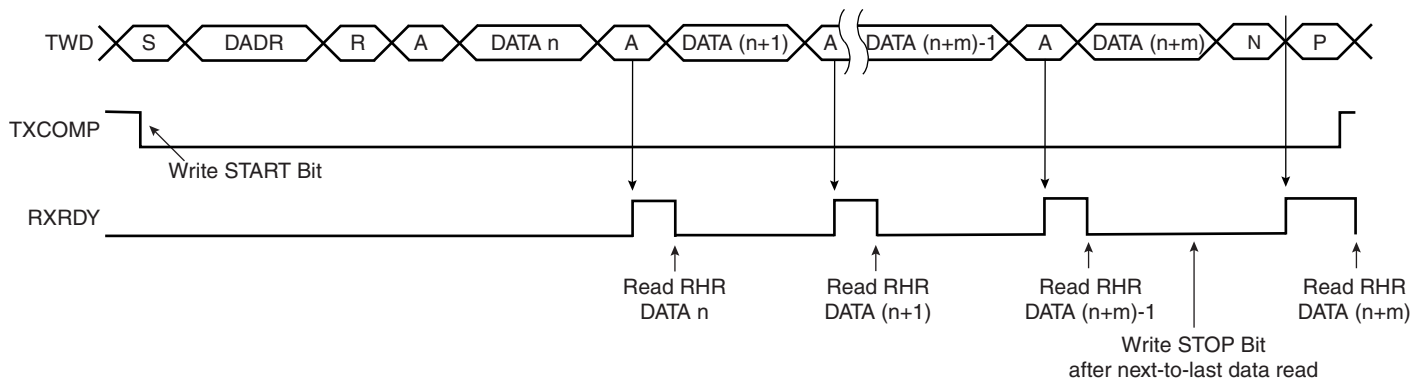 TWD S DADR R A DATA n A DATA (n+1) A DATA (n+m)-1 A DATA (n+m) N P
TXCOMP
Write START Bit
RXRDY
Read RHR
DATA n
Read RHR
DATA (n+1)
Read RHR
DATA (n+m)-1
Read RHR
DATA (n+m)
Write STOP Bit
after next-to-last data read